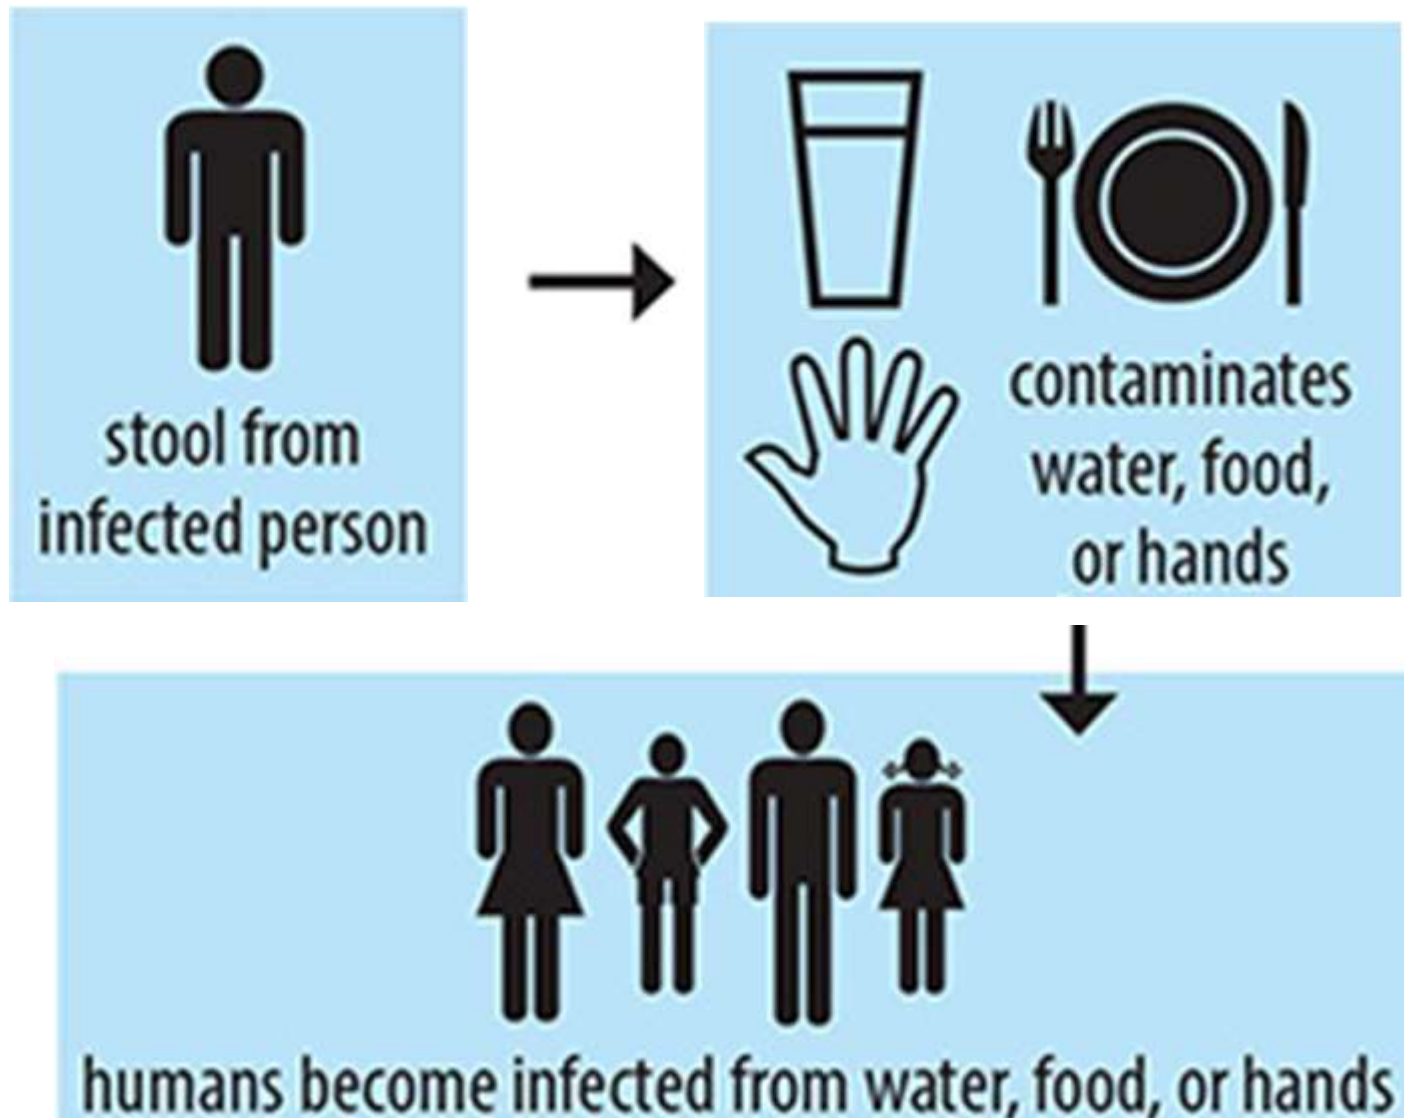 stool from
infected person
contaminates
water, food,
or hands
humans become infected from water, food, or hands